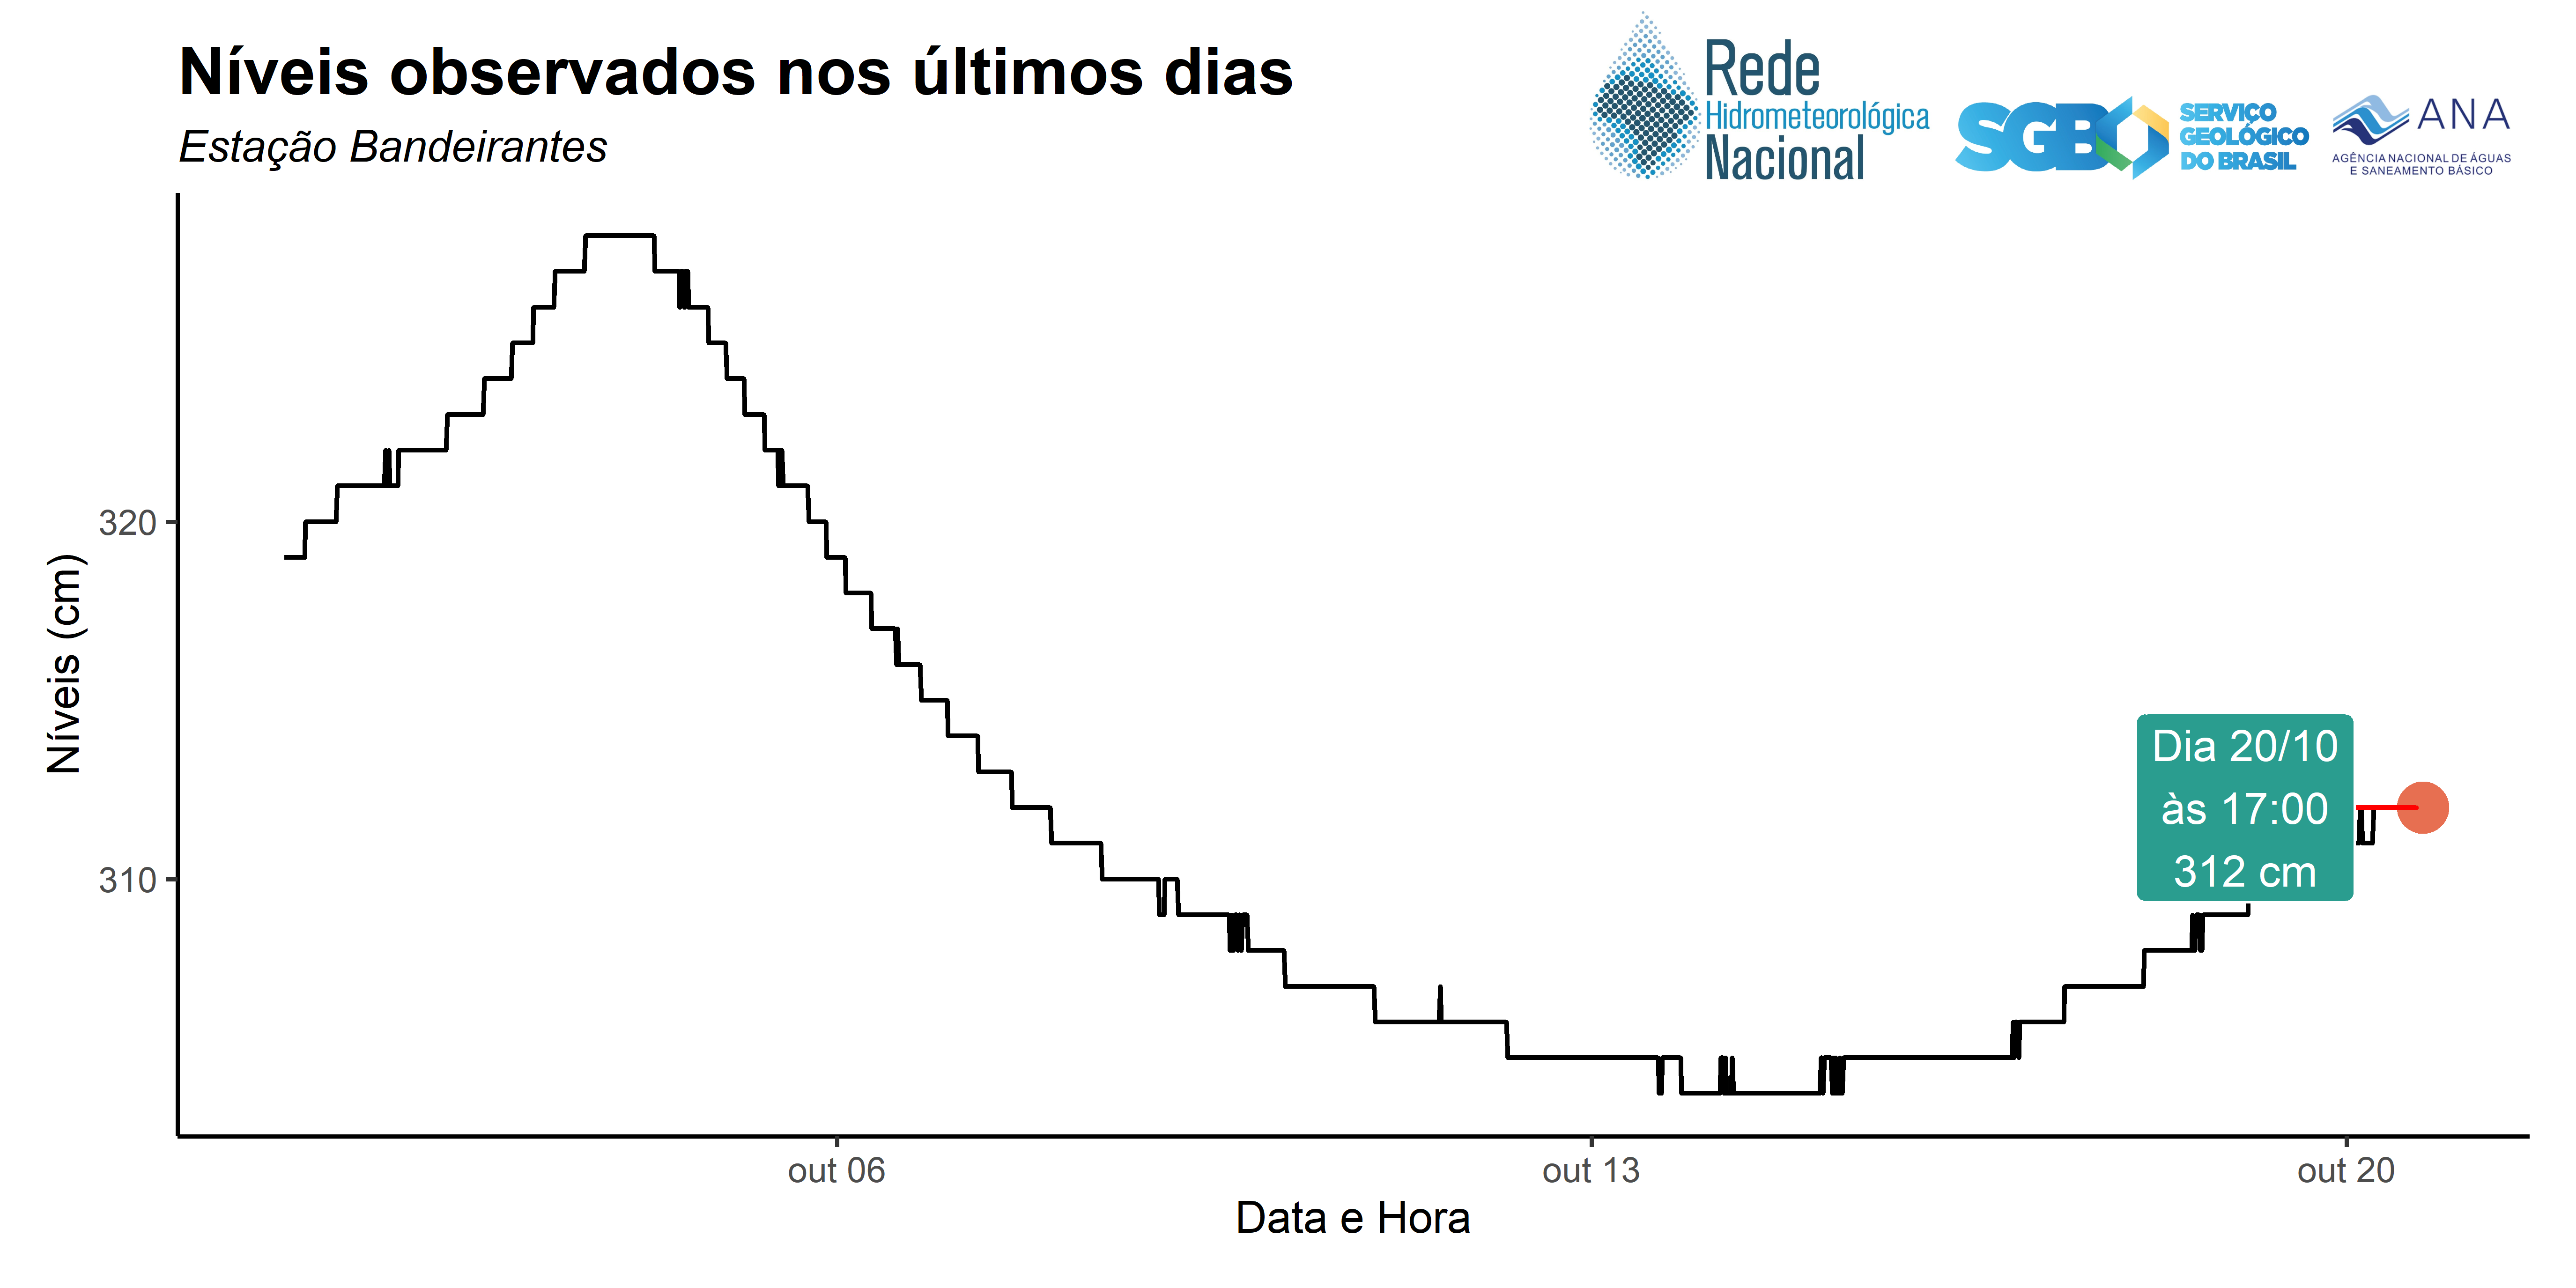 Níveis observados nos últimos dias
Estação Bandeirantes
Rede
Hidrometeorológica
Nacional
SGB
SERVIÇO
GEOLÓGICO
DO BRASIL
ANA
AGÊNCIA NACIONAL DE ÁGUAS
E SANEAMENTO BÁSICO
Níveis (cm)
320
310
Dia 20/10
às 17:00
312 cm
out 06
out 13
out 20
Data e Hora